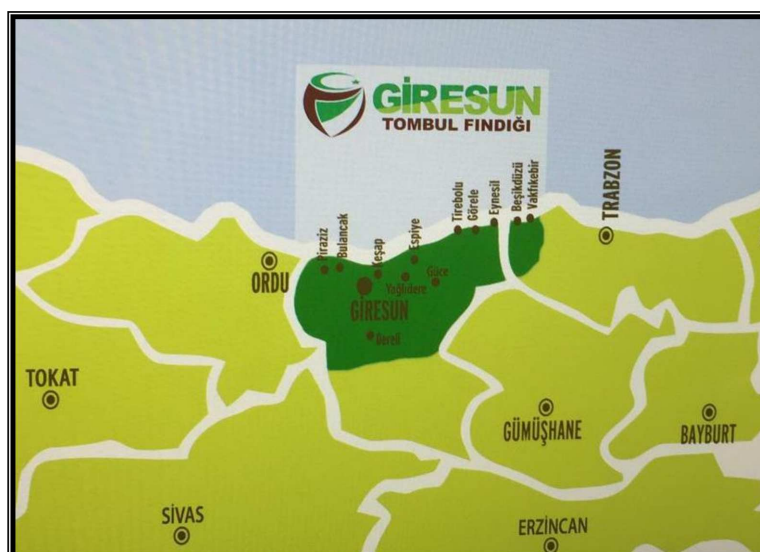 GİRESUN
TOMBUL FINDIĞI
Piraziz
Bulancak
Keşap
Espiye
Tirebolu
Görele
Eynesil
Beşikdüzü
Vakfıkebir
TRABZON
ORDU
Yağlıdere
Güce
GİRESUN
Dereli
TOKAT
GÜMÜŞHANE
BAYBURT
SİVAS
ERZİNCAN